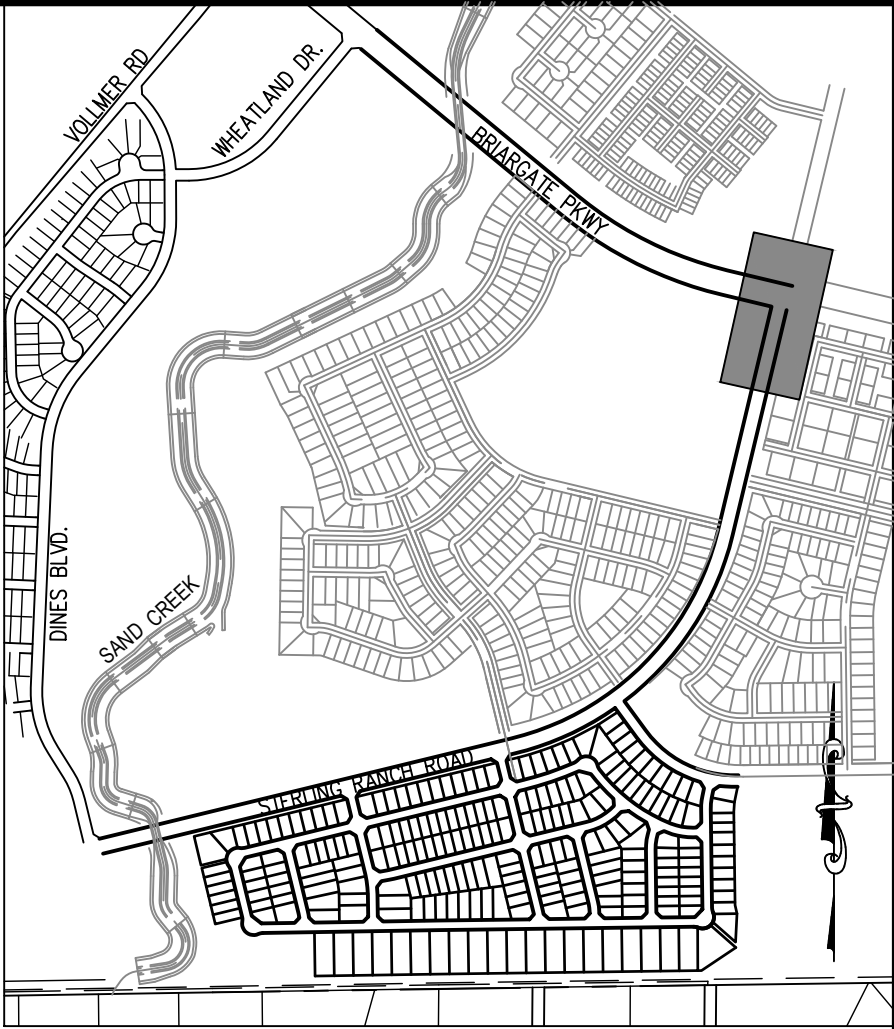 VOLLMER RD
WHEATLAND DR.
BRIARGATE PKWY
DINES BLVD.
SAND CREEK
STERLING RANCH ROAD